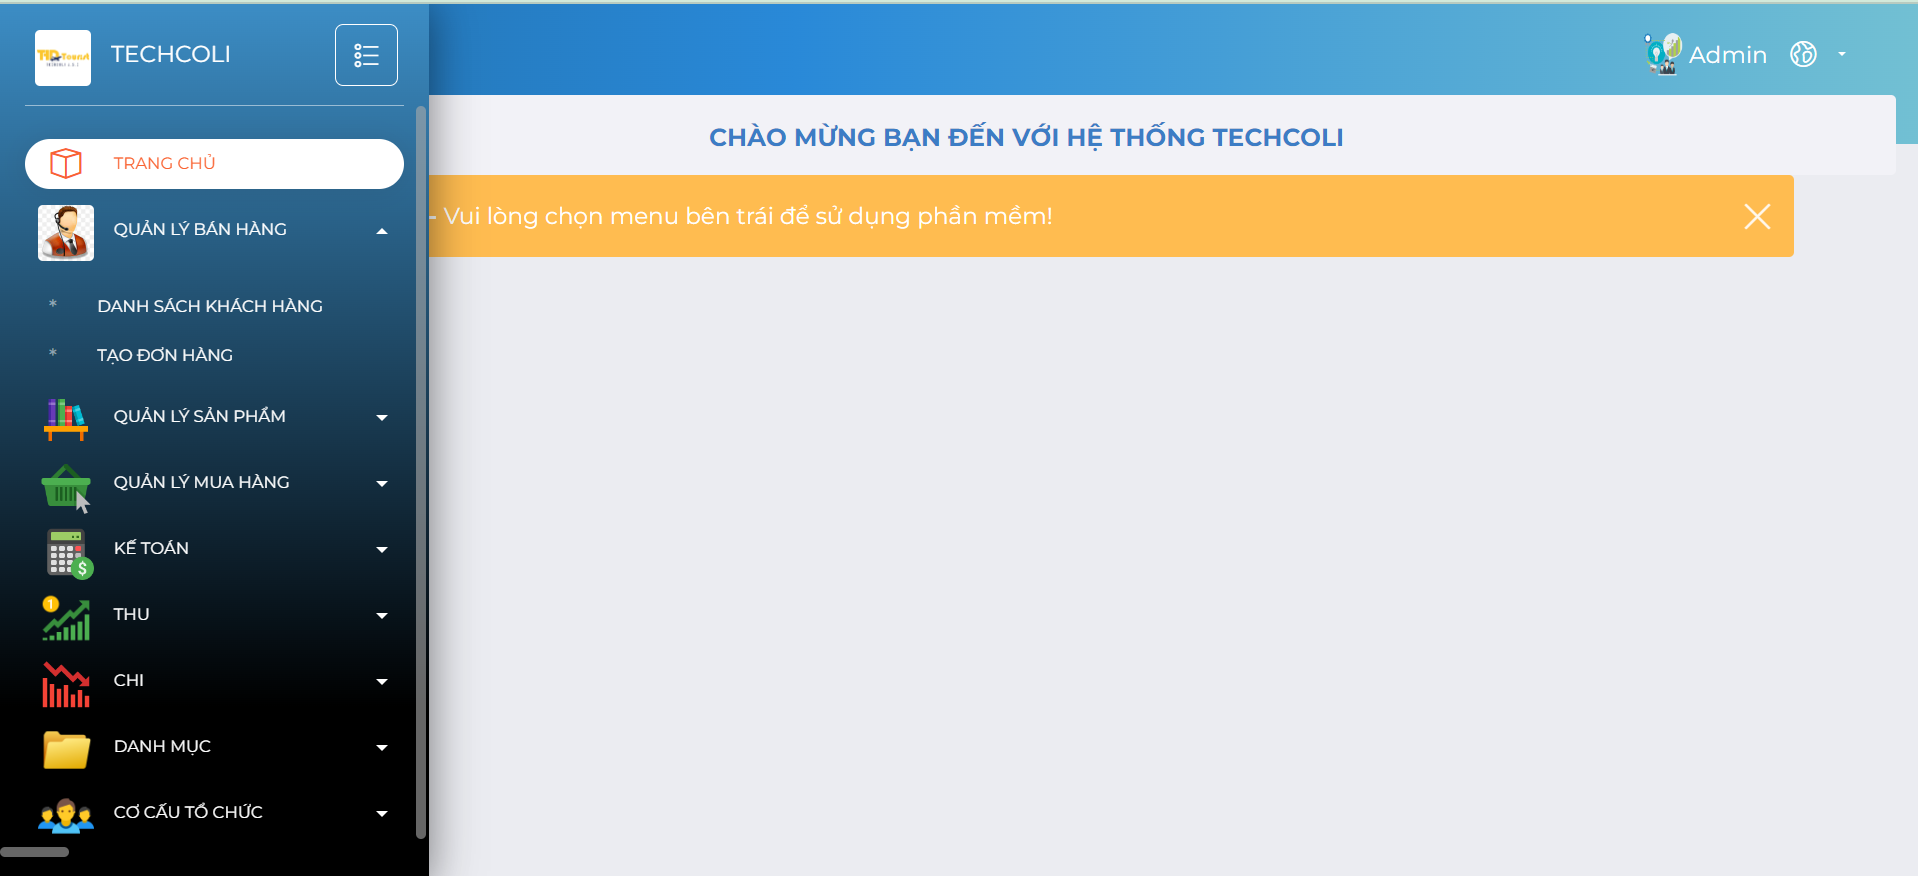 TECHCOLI
Admin
CHÀO MỪNG BẠN ĐẾN VỚI HỆ THỐNG TECHCOLI
- Vui lòng chọn menu bên trái để sử dụng phần mềm!
TRANG CHỦ
QUẢN LÝ BÁN HÀNG
* DANH SÁCH KHÁCH HÀNG
* TẠO ĐƠN HÀNG
QUẢN LÝ SẢN PHẨM
QUẢN LÝ MUA HÀNG
KẾ TOÁN
THU
CHI
DANH MỤC
CƠ CẤU TỔ CHỨC